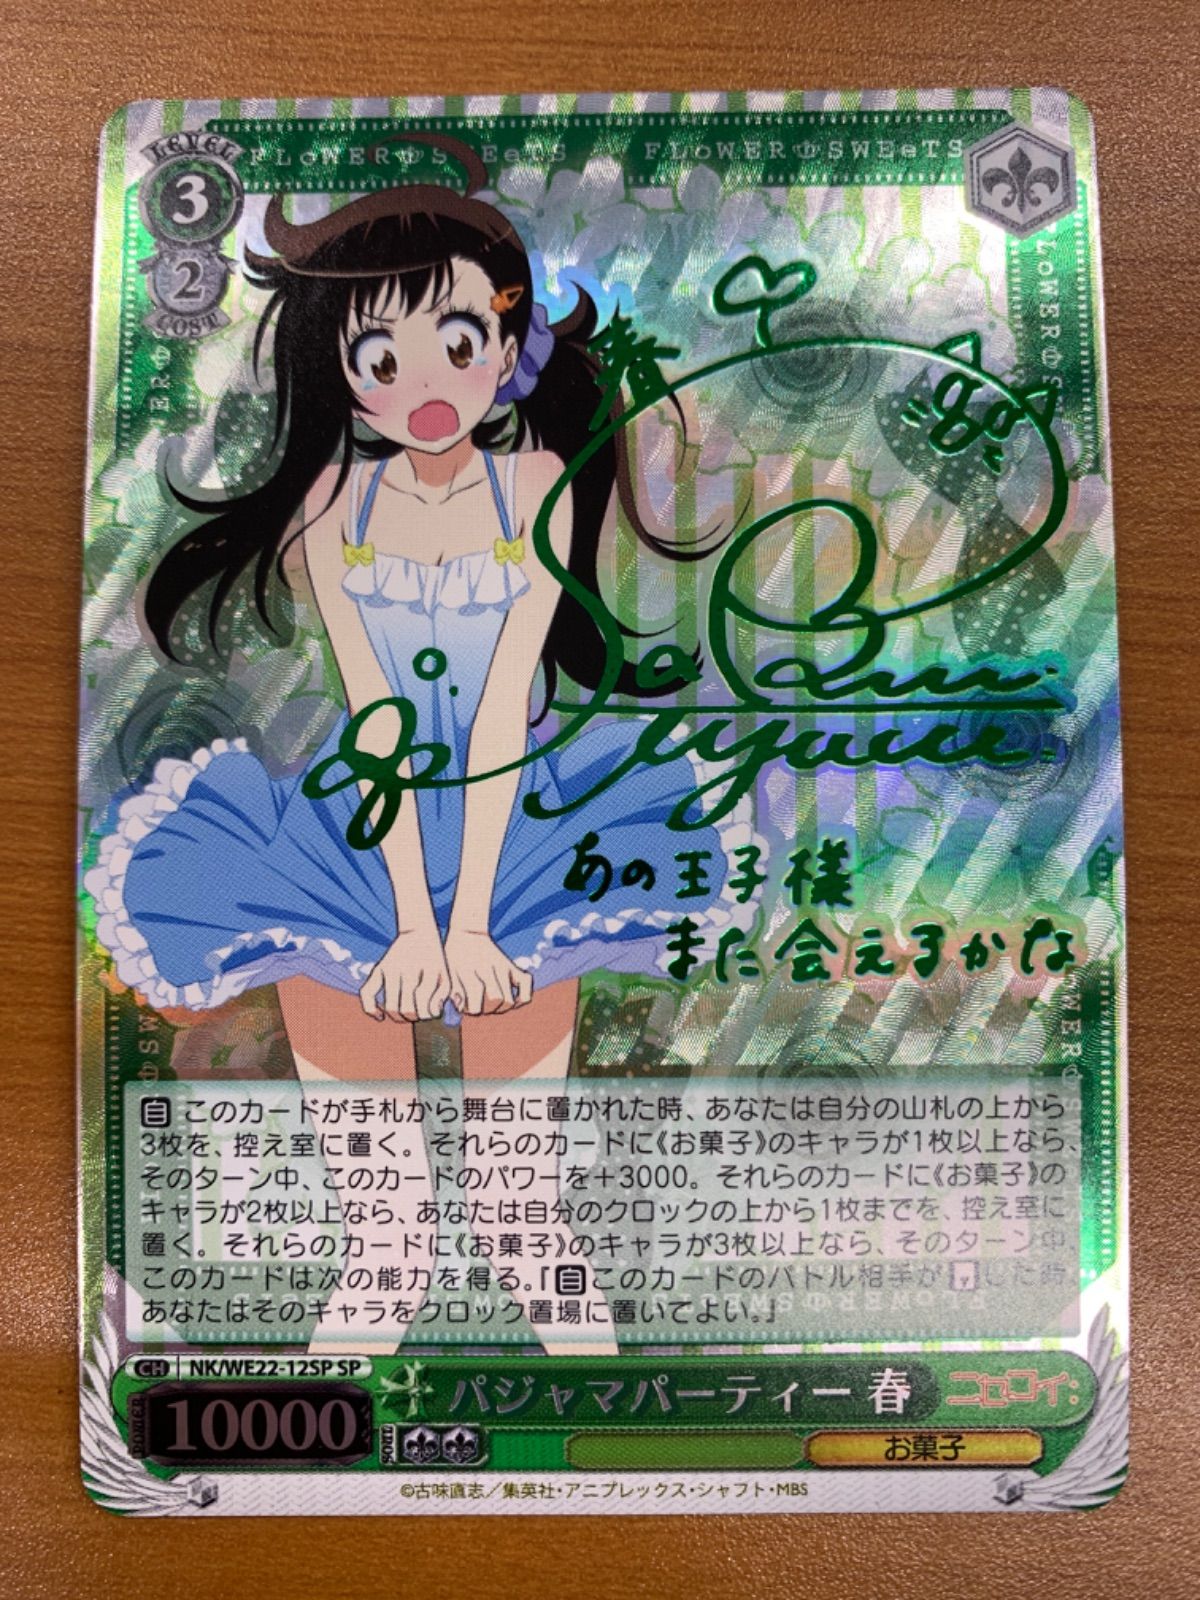 LEVEL
3
2
COST
FLoWER SWEeTS FLoWER SWEeTS
春
あの王子様
また会えるかな
自 このカードが手札から舞台に置かれた時、あなたは自分の山札の上から
3枚を、控え室に置く。それらのカードに《お菓子》のキャラが1枚以上なら、
そのターン中、このカードのパワーを+3000。それらのカードに《お菓子》の
キャラが2枚以上なら、あなたは自分のクロックの上から1枚までを、控え室に
置く。それらのカードに《お菓子》のキャラが3枚以上なら、そのターン中、
このカードは次の能力を得る。『自 このカードのバトル相手が した時、
あなたはそのキャラをクロック置場に置いてよい。』
CH NK/WE22-12SP SP
パジャマパーティー 春 ニセコイ:
POWER 10000
SOUL
お菓子
©古味直志／集英社・アニプレックス・シャフト・MBS